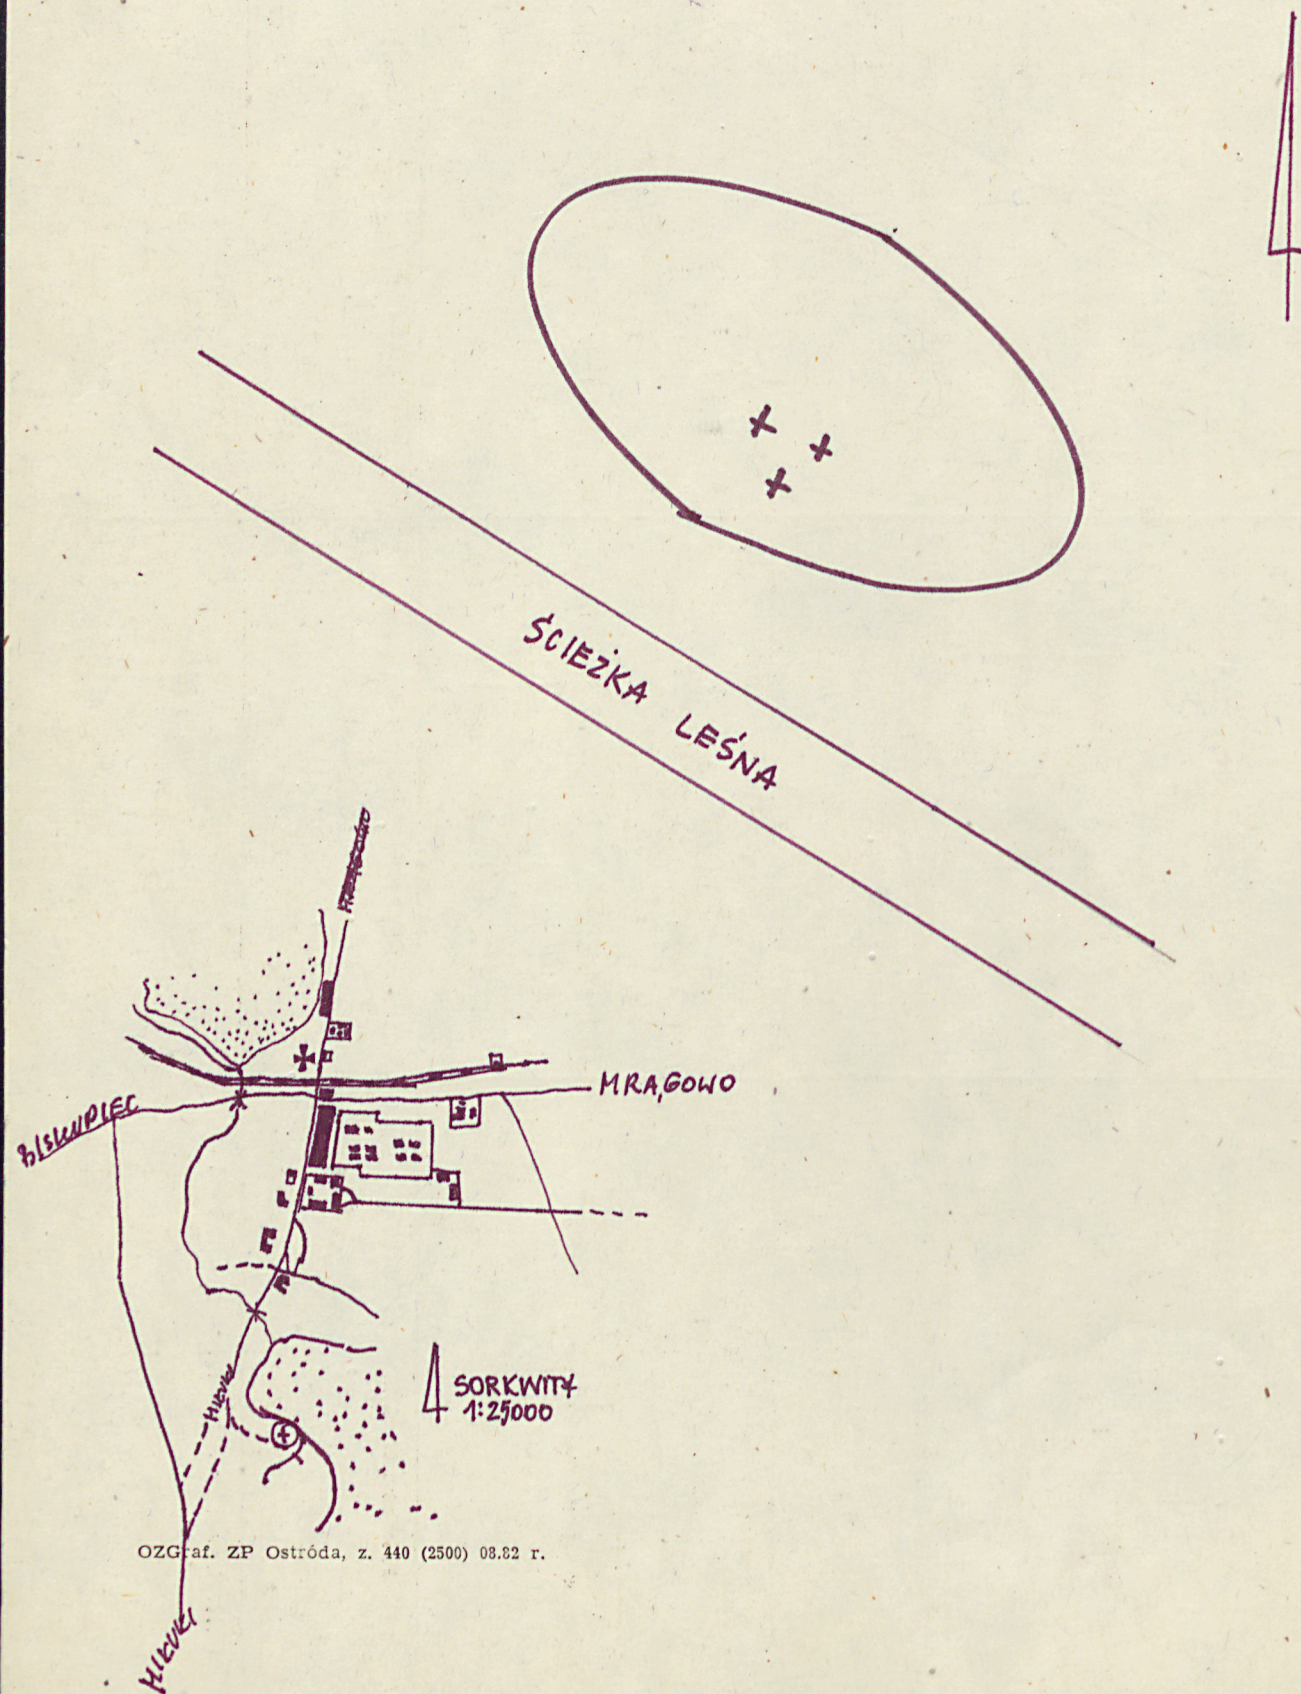 ŚCIEŻKA LEŚNA
MRĄGOWO
BISKUPIEC
SORKWITY
1:25000
OZGraf. ZP Ostróda, z. 440 (2500) 08.82 r.